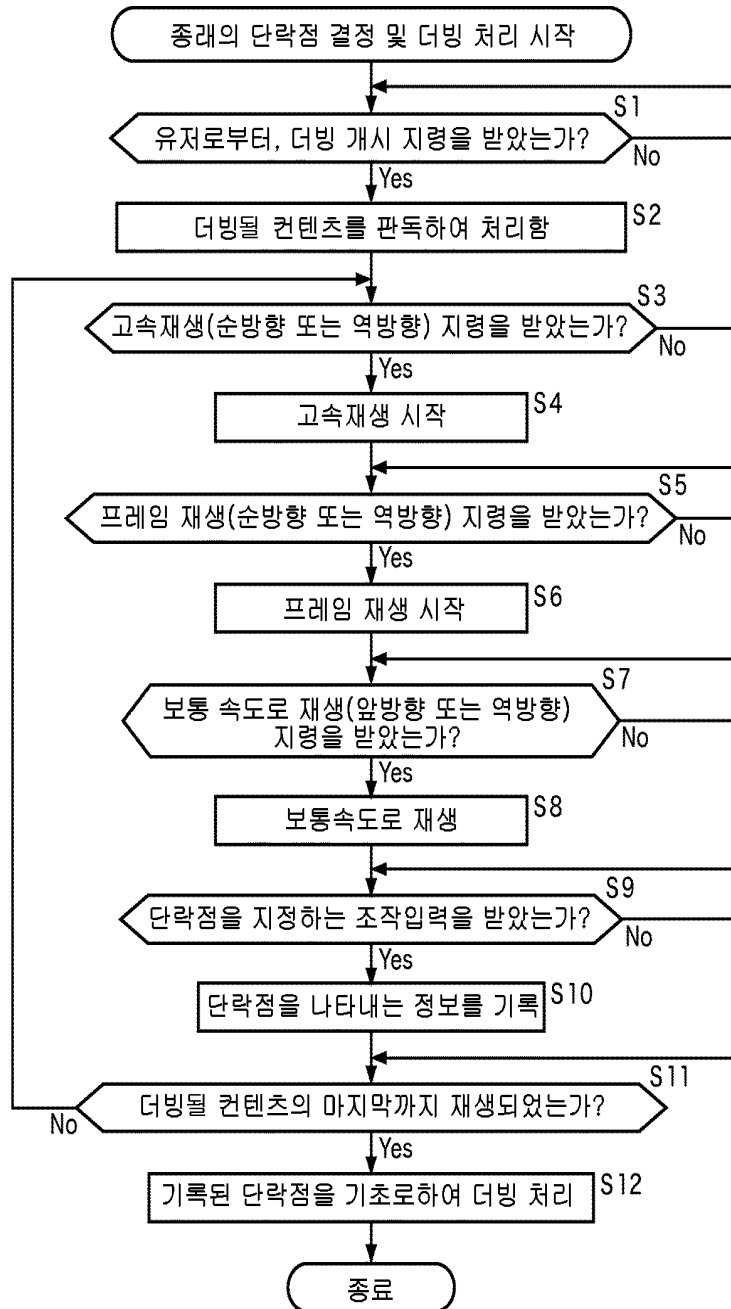 종래의 단락점 결정 및 더빙 처리 시작
S1
유저로부터, 더빙 개시 지령을 받았는가?
No
Yes
S2
더빙될 컨텐츠를 판독하여 처리함
S3
고속재생(순방향 또는 역방향) 지령을 받았는가?
No
Yes
S4
고속재생 시작
S5
프레임 재생(순방향 또는 역방향) 지령을 받았는가?
No
Yes
S6
프레임 재생 시작
S7
보통 속도로 재생(앞방향 또는 역방향)
지령을 받았는가?
No
Yes
S8
보통속도로 재생
S9
단락점을 지정하는 조작입력을 받았는가?
No
Yes
S10
단락점을 나타내는 정보를 기록
S11
더빙될 컨텐츠의 마지막까지 재생되었는가?
No
Yes
S12
기록된 단락점을 기초로하여 더빙 처리
종료